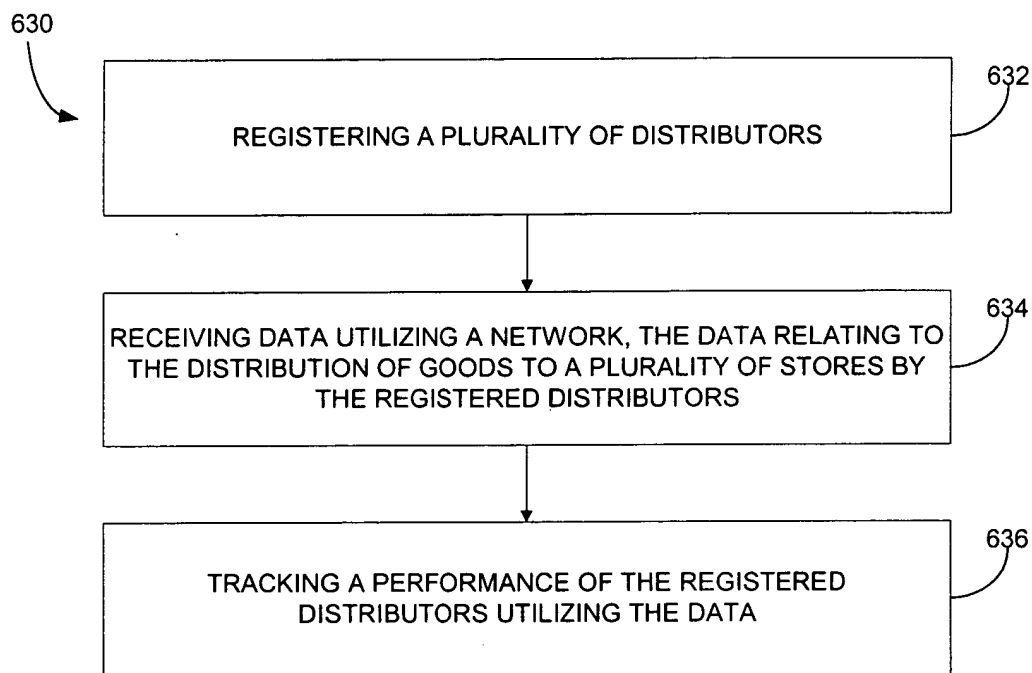 630
632
REGISTERING A PLURALITY OF DISTRIBUTORS
634
RECEIVING DATA UTILIZING A NETWORK, THE DATA RELATING TO
THE DISTRIBUTION OF GOODS TO A PLURALITY OF STORES BY
THE REGISTERED DISTRIBUTORS
636
TRACKING A PERFORMANCE OF THE REGISTERED
DISTRIBUTORS UTILIZING THE DATA